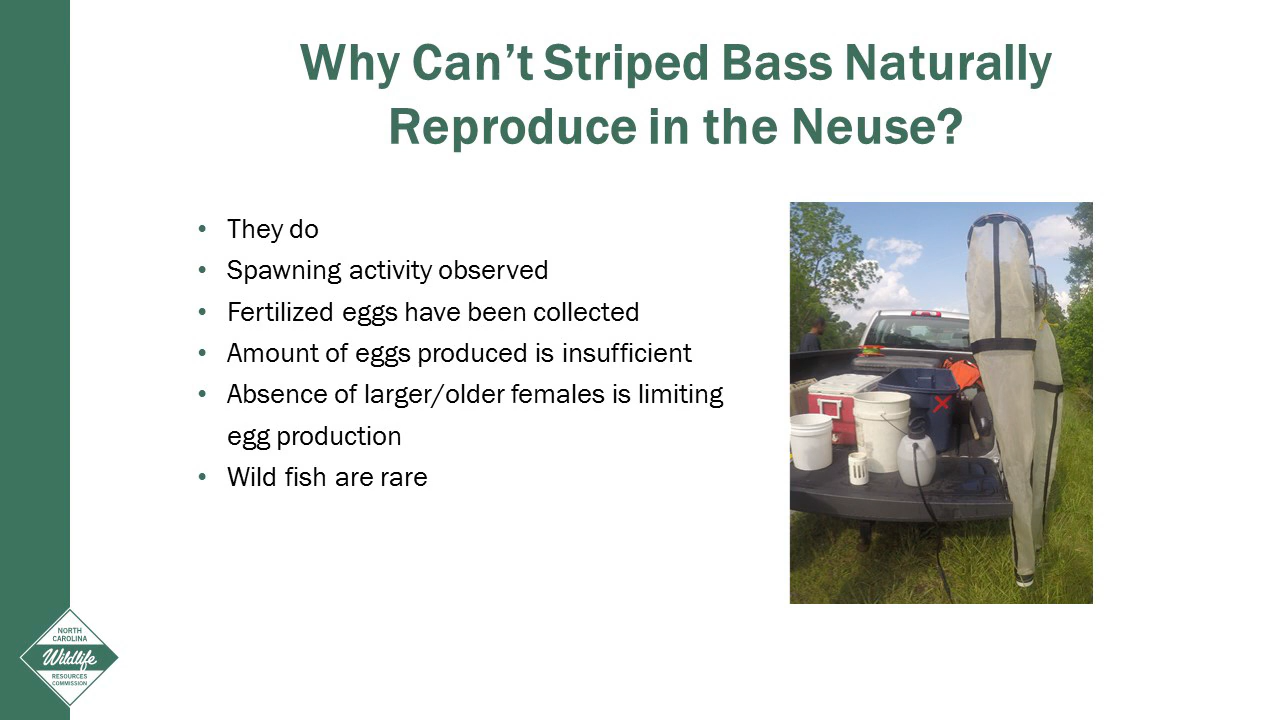 Why Can’t Striped Bass Naturally
Reproduce in the Neuse?
• They do
• Spawning activity observed
• Fertilized eggs have been collected
• Amount of eggs produced is insufficient
• Absence of larger/older females is limiting
egg production
• Wild fish are rare
NORTH
CAROLINA
Wildlife
RESOURCES
COMMISSION